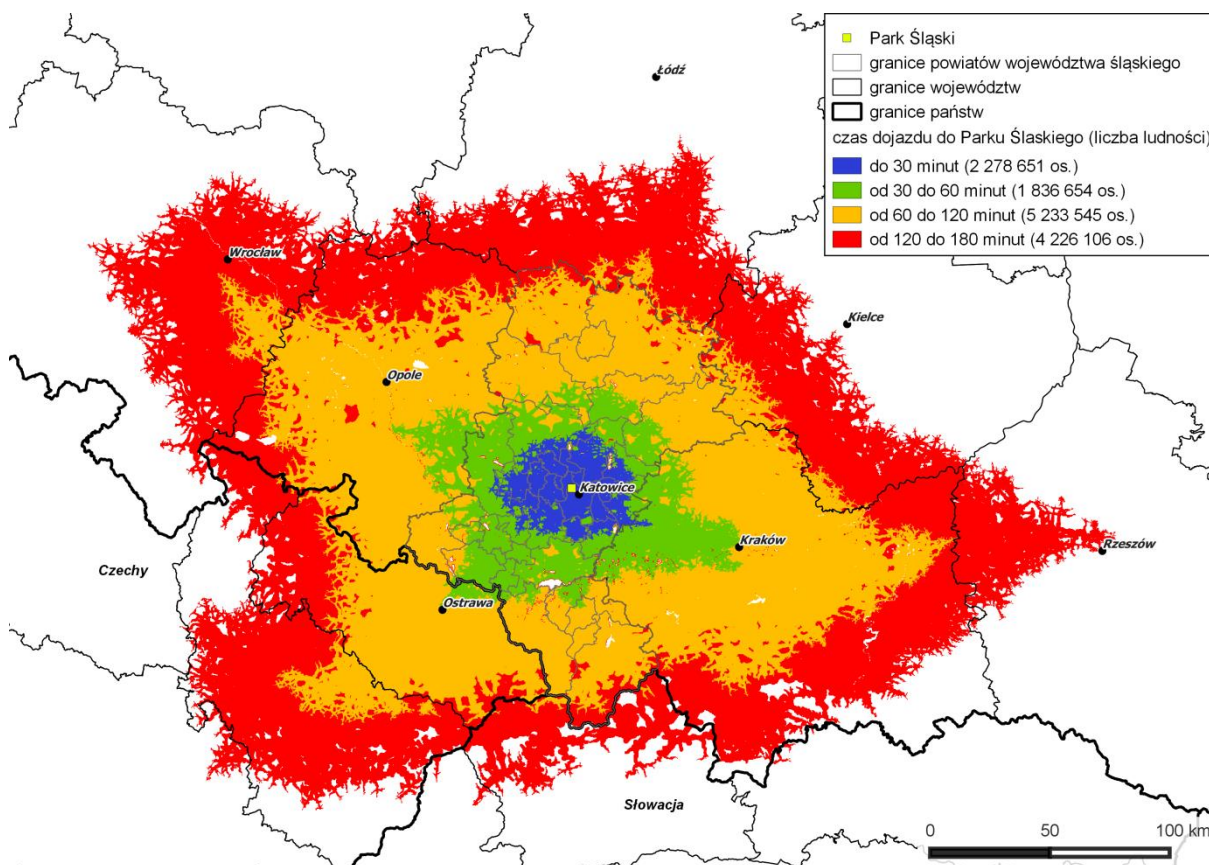 Park Śląski
granice powiatów województwa śląskiego
granice województw
granice państw
czas dojazdu do Parku Ślaskiego (liczba ludności)
do 30 minut (2 278 651 os.)
od 30 do 60 minut (1 836 654 os.)
od 60 do 120 minut (5 233 545 os.)
od 120 do 180 minut (4 226 106 os.)
Łódź
Wrocław
Kielce
Opole
Katowice
Kraków
Rzeszów
Czechy
Ostrawa
Słowacja
0 50 100 km